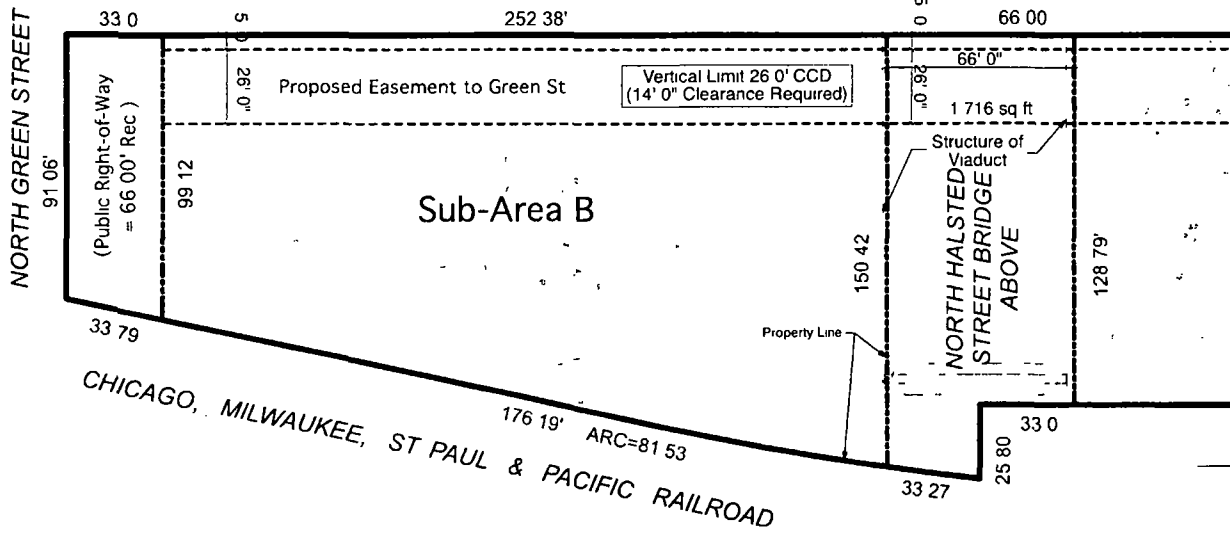 33 0
252 38'
5 0
66 00
NORTH GREEN STREET
5 0
26' 0"
Proposed Easement to Green St
Vertical Limit 26 0' CCD
(14' 0" Clearance Required)
66' 0"
26' 0"
1 716 sq ft
Structure of
Viaduct
91 06'
(Public Right-of-Way
= 66 00' Rec )
99 12
Sub-Area B
150 42
NORTH HALSTED
STREET BRIDGE
ABOVE
128 79'
Property Line
33 79
176 19'
ARC=81 53
33 27
25 80
33 0
CHICAGO, MILWAUKEE, ST PAUL & PACIFIC RAILROAD